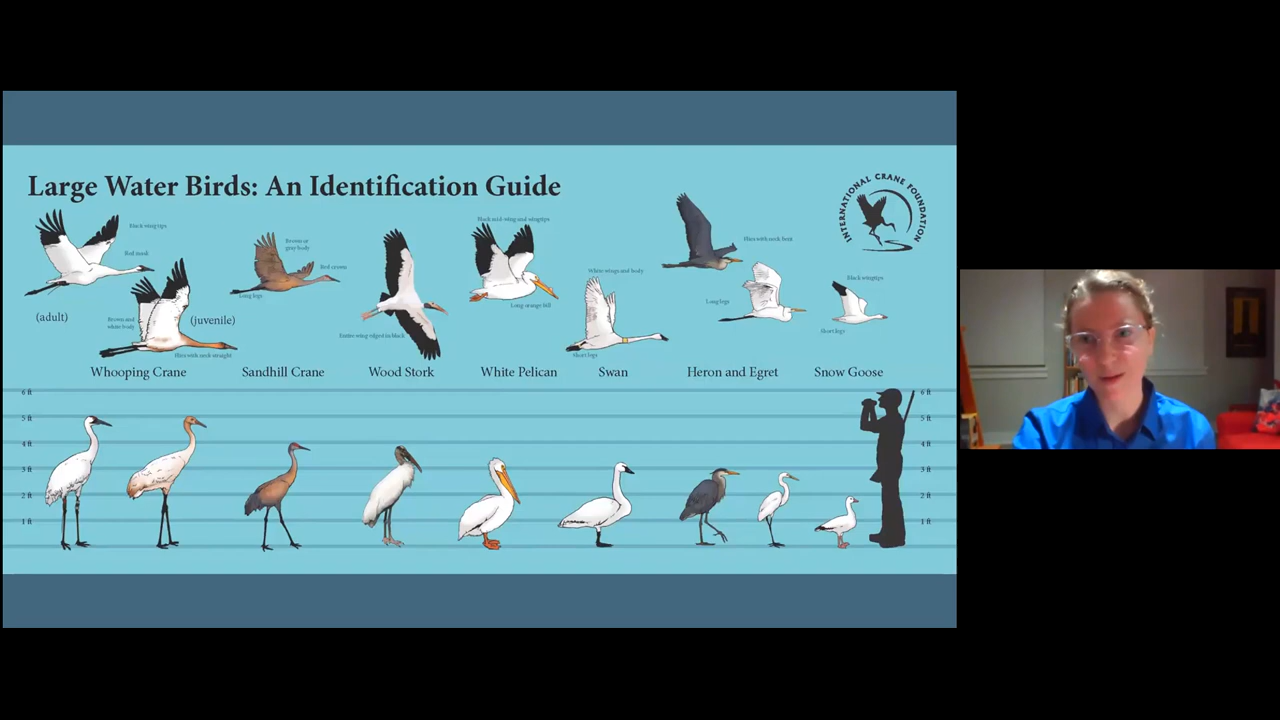 Large Water Birds: An Identification Guide
INTERNATIONAL CRANE FOUNDATION
Black wing tips
Red mask
(adult)
Brown and
white body
(juvenile)
Flies with neck straight
Brown or
gray body
Red crown
Long legs
Entire wing edged in black
Black mid-wing and wingtips
Long orange bill
White wings and body
Short legs
Flies with neck bent
Long legs
Black wingtips
Short legs
Whooping Crane
Sandhill Crane
Wood Stork
White Pelican
Swan
Heron and Egret
Snow Goose
6 ft
6 ft
5 ft
5 ft
4 ft
4 ft
3 ft
3 ft
2 ft
2 ft
1 ft
1 ft